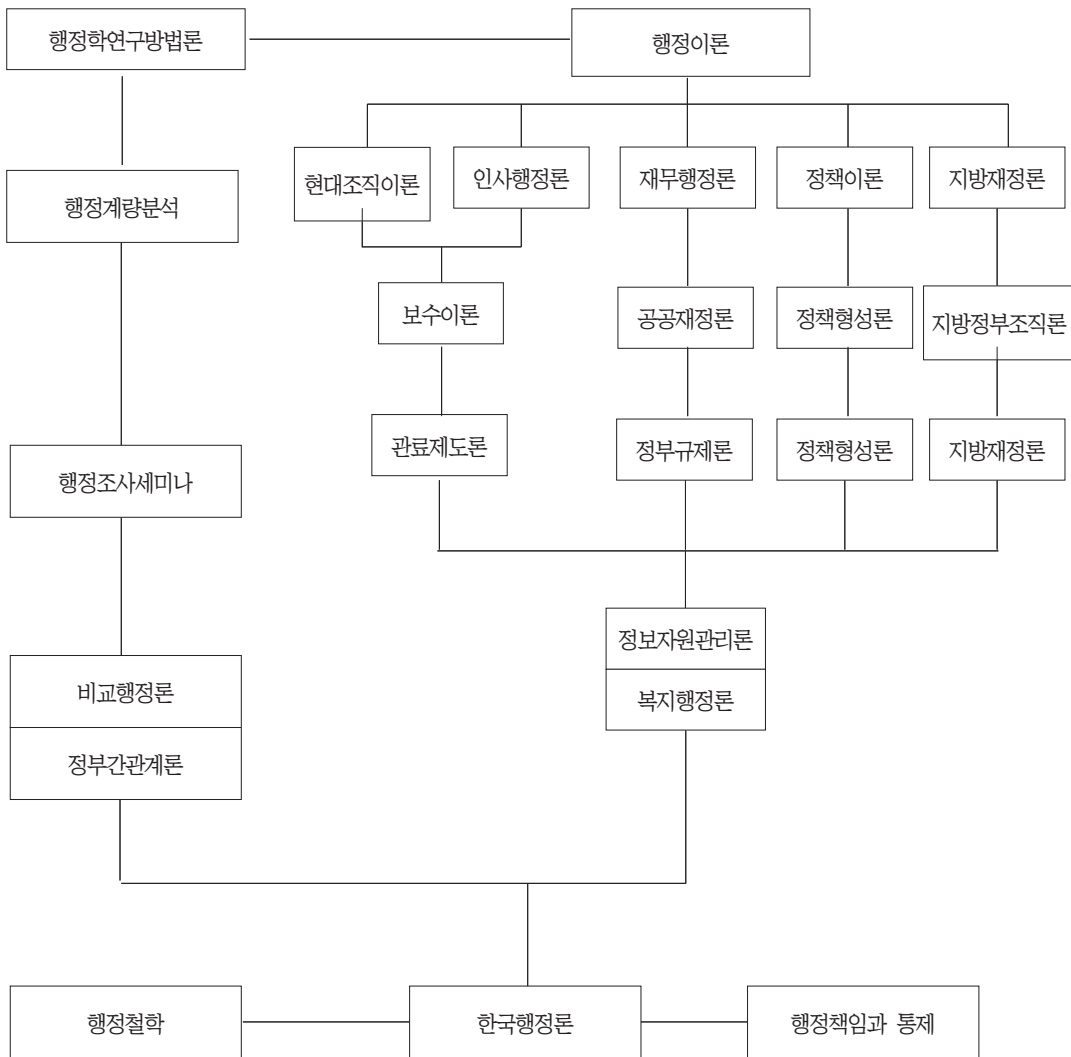 행정학연구방법론
행정이론
현대조직이론
인사행정론
재무행정론
정책이론
지방재정론
행정계량분석
보수이론
공공재정론
정책형성론
지방정부조직론
관료제도론
정부규제론
정책형성론
지방재정론
행정조사세미나
정보자원관리론
복지행정론
비교행정론
정부간관계론
행정철학
한국행정론
행정책임과 통제